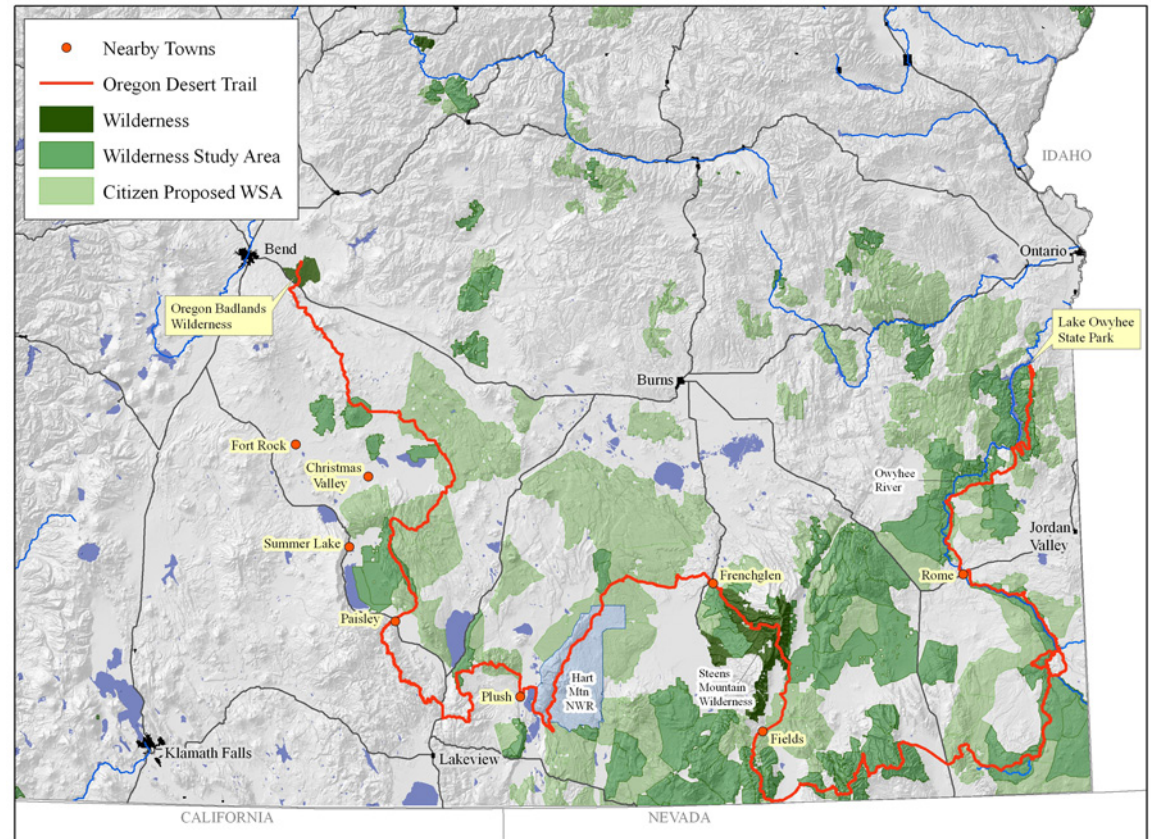 Nearby Towns
Oregon Desert Trail
Wilderness
Wilderness Study Area
Citizen Proposed WSA
IDAHO
Bend
Ontario
Oregon Badlands
Wilderness
Lake Owyhee
State Park
Burns
Fort Rock
Christmas
Valley
Owyhee
River
Jordan
Valley
Summer Lake
Rome
Frenchglen
Paisley
Hart
Mtn
NWR
Steens
Mountain
Wilderness
Plush
Fields
Klamath Falls
Lakeview
CALIFORNIA
NEVADA